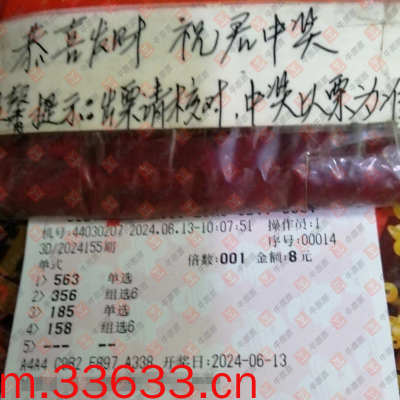 恭喜发财 祝君中奖
提示:出票请核对,中奖以票为准
机号:44030207 2024.06.13-10:07:51 操作员:1
3D/2024155期 序号:00014
单式 倍数:001 金额:8元
1> 563 单选
2> 356 组选6
3> 185 单选
4> 158 组选6
5> --- --
A4A4 C9B2 E897 A338 开奖日:2024-06-13
m.33633.cn